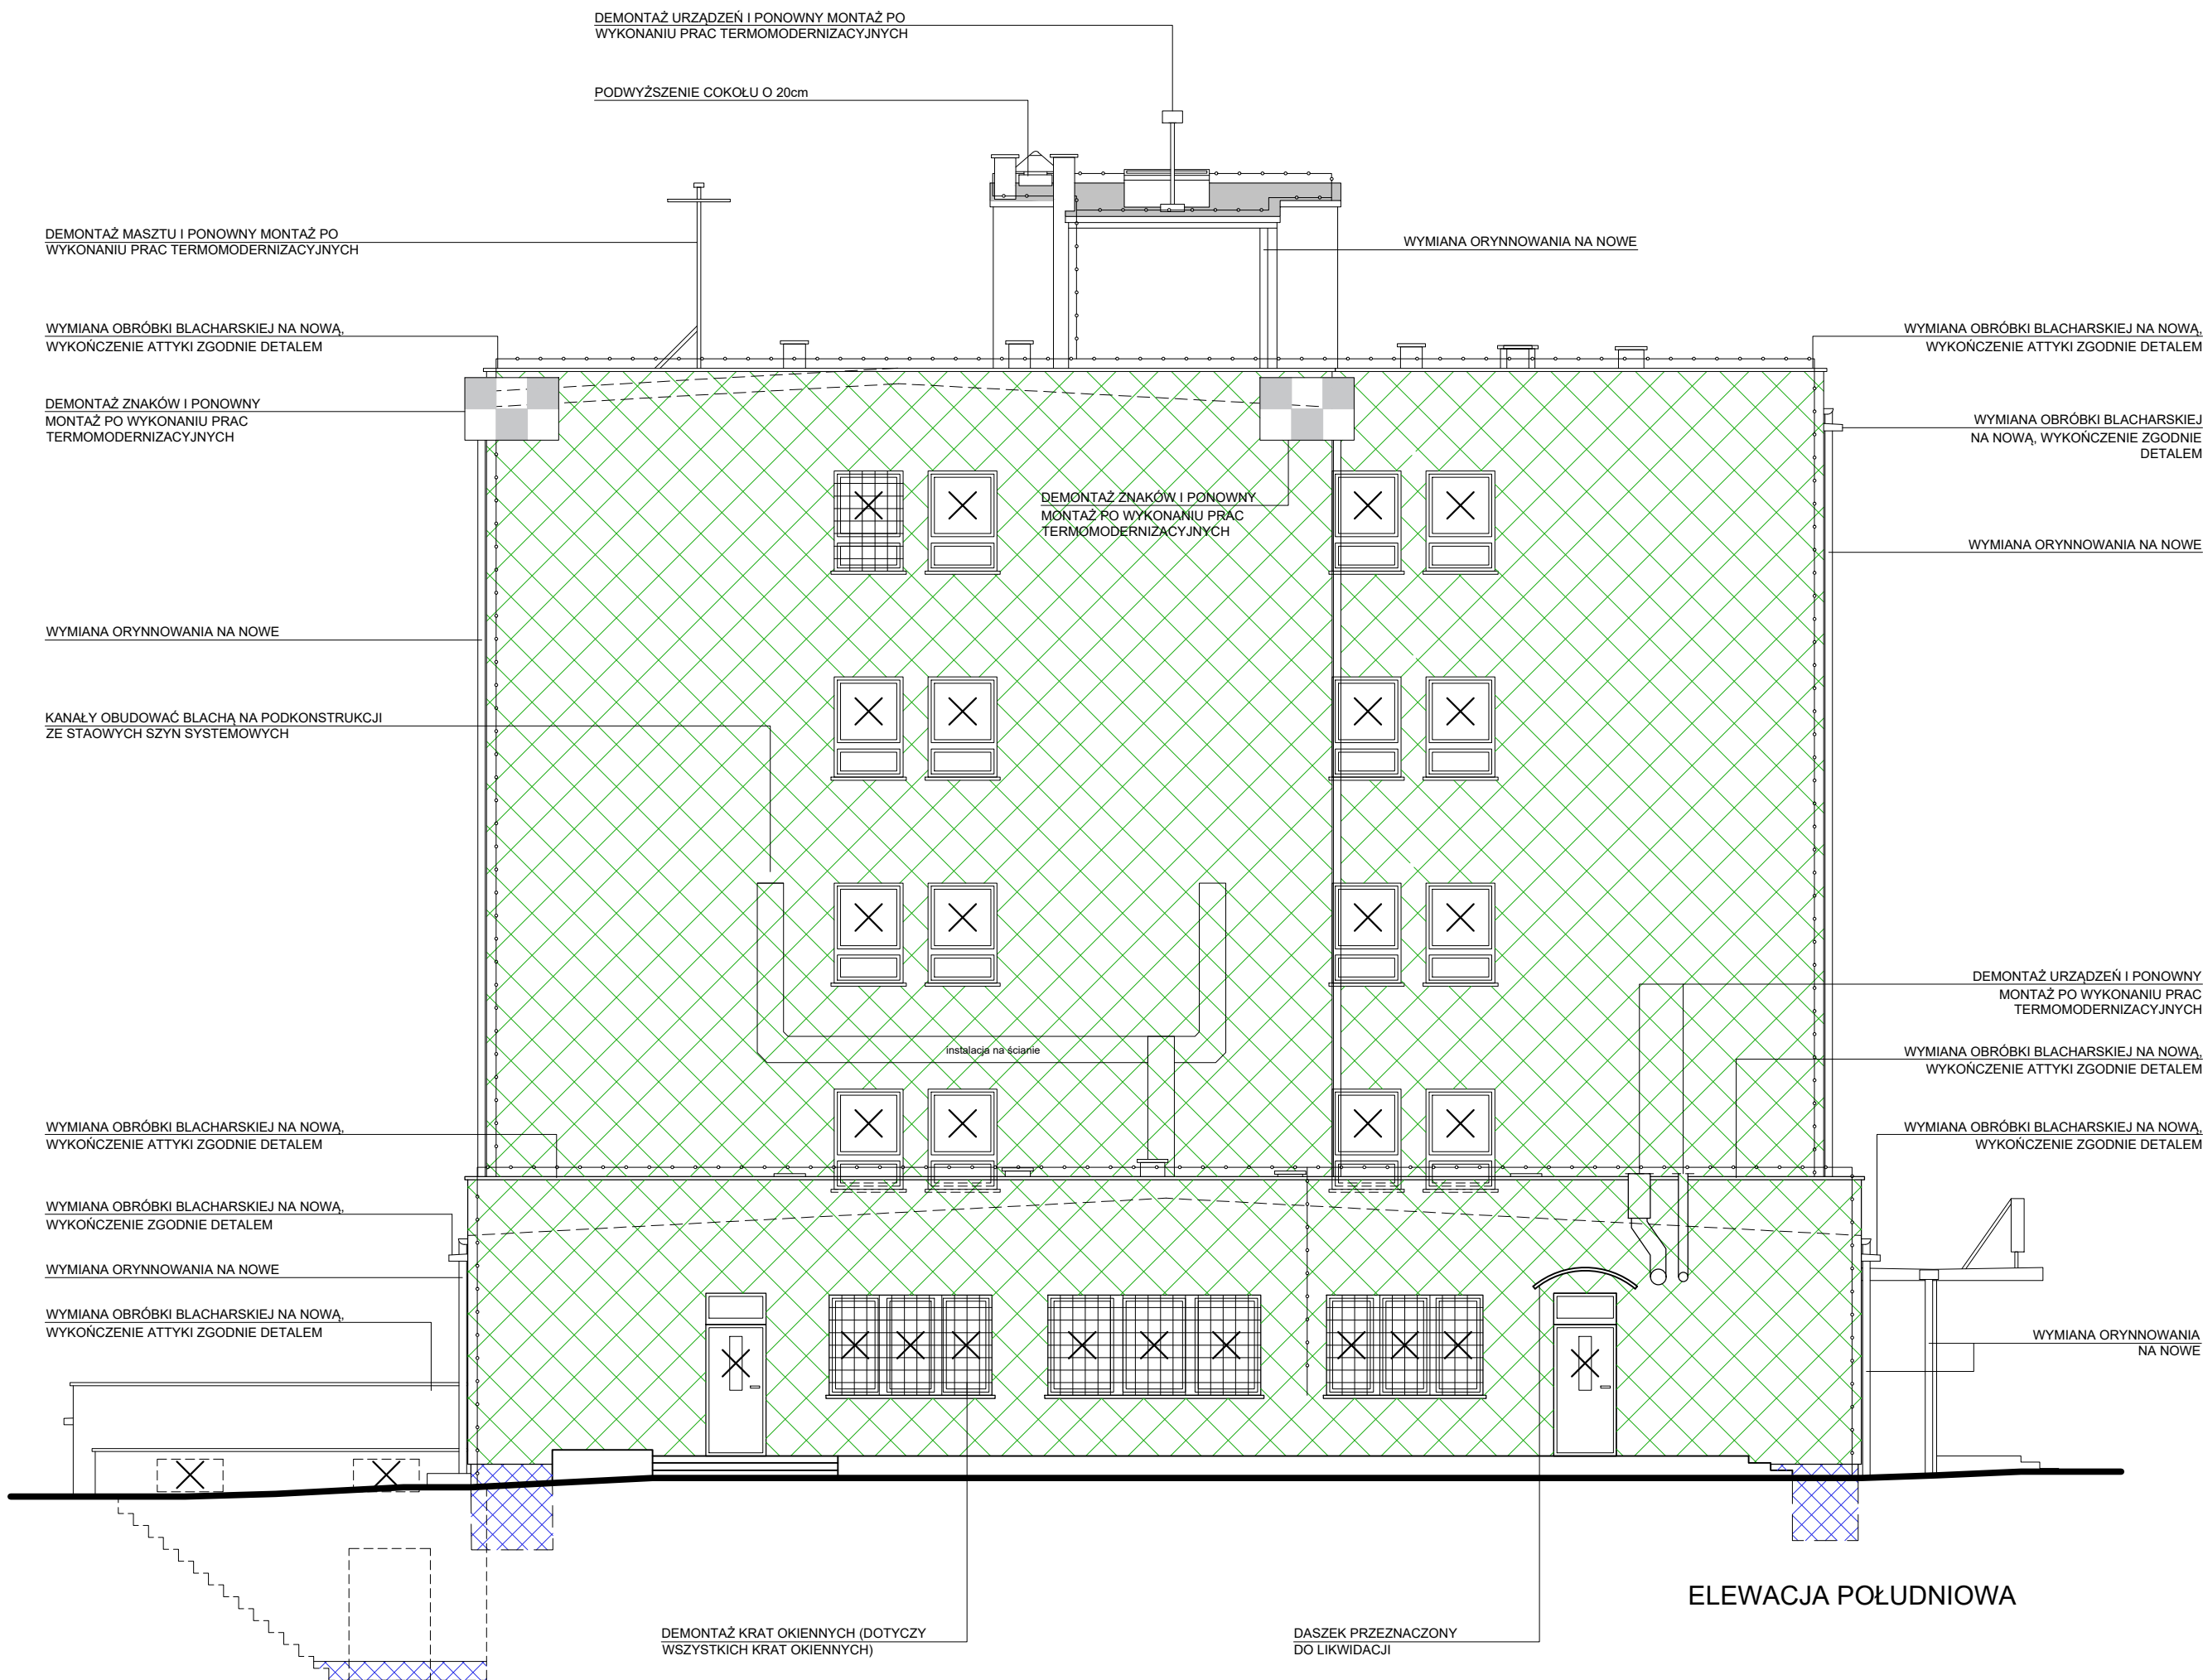 DEMONTAŻ URZĄDZEŃ I PONOWNY MONTAŻ PO
WYKONANIU PRAC TERMOMODERNIZACYJNYCH
PODWYŻSZENIE COKOŁU O 20cm
DEMONTAŻ MASZTU I PONOWNY MONTAŻ PO
WYKONANIU PRAC TERMOMODERNIZACYJNYCH
WYMIANA ORYNNOWANIA NA NOWE
WYMIANA OBRÓBKI BLACHARSKIEJ NA NOWĄ,
WYKOŃCZENIE ATTYKI ZGODNIE DETALEM
WYMIANA OBRÓBKI BLACHARSKIEJ NA NOWĄ,
WYKOŃCZENIE ATTYKI ZGODNIE DETALEM
DEMONTAŻ ZNAKÓW I PONOWNY
MONTAŻ PO WYKONANIU PRAC
TERMOMODERNIZACYJNYCH
WYMIANA OBRÓBKI BLACHARSKIEJ
NA NOWĄ, WYKOŃCZENIE ZGODNIE
DETALEM
DEMONTAŻ ZNAKÓW I PONOWNY
MONTAŻ PO WYKONANIU PRAC
TERMOMODERNIZACYJNYCH
WYMIANA ORYNNOWANIA NA NOWE
WYMIANA ORYNNOWANIA NA NOWE
KANAŁY OBUDOWAĆ BLACHĄ NA PODKONSTRUKCJI
ZE STAOWYCH SZYN SYSTEMOWYCH
DEMONTAŻ URZĄDZEŃ I PONOWNY
MONTAŻ PO WYKONANIU PRAC
TERMOMODERNIZACYJNYCH
instalacja na ścianie
WYMIANA OBRÓBKI BLACHARSKIEJ NA NOWĄ,
WYKOŃCZENIE ATTYKI ZGODNIE DETALEM
WYMIANA OBRÓBKI BLACHARSKIEJ NA NOWĄ,
WYKOŃCZENIE ATTYKI ZGODNIE DETALEM
WYMIANA OBRÓBKI BLACHARSKIEJ NA NOWĄ,
WYKOŃCZENIE ZGODNIE DETALEM
WYMIANA OBRÓBKI BLACHARSKIEJ NA NOWĄ,
WYKOŃCZENIE ZGODNIE DETALEM
WYMIANA ORYNNOWANIA NA NOWE
WYMIANA OBRÓBKI BLACHARSKIEJ NA NOWĄ,
WYKOŃCZENIE ATTYKI ZGODNIE DETALEM
WYMIANA ORYNNOWANIA
NA NOWE
ELEWACJA POŁUDNIOWA
DEMONTAŻ KRAT OKIENNYCH (DOTYCZY
WSZYSTKICH KRAT OKIENNYCH)
DASZEK PRZEZNACZONY
DO LIKWIDACJI